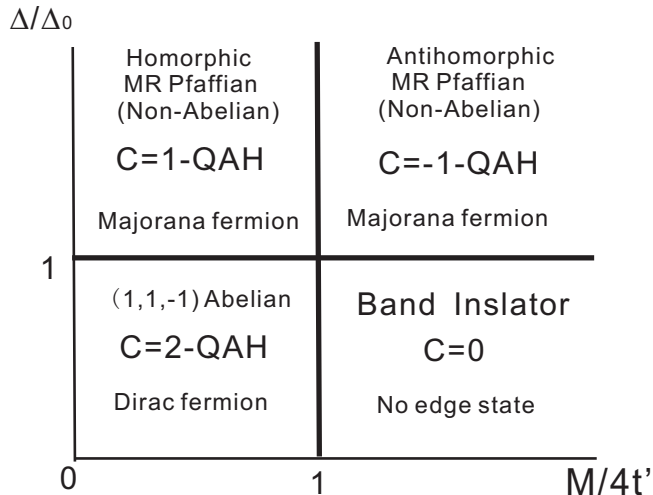 Δ/Δ0
Homorphic
MR Pfaffian
(Non-Abelian)
C=1-QAH
Majorana fermion
Antihomorphic
MR Pfaffian
(Non-Abelian)
C=-1-QAH
Majorana fermion
1
(1,1,-1) Abelian
C=2-QAH
Dirac fermion
Band Inslator
C=0
No edge state
0
1
M/4t'